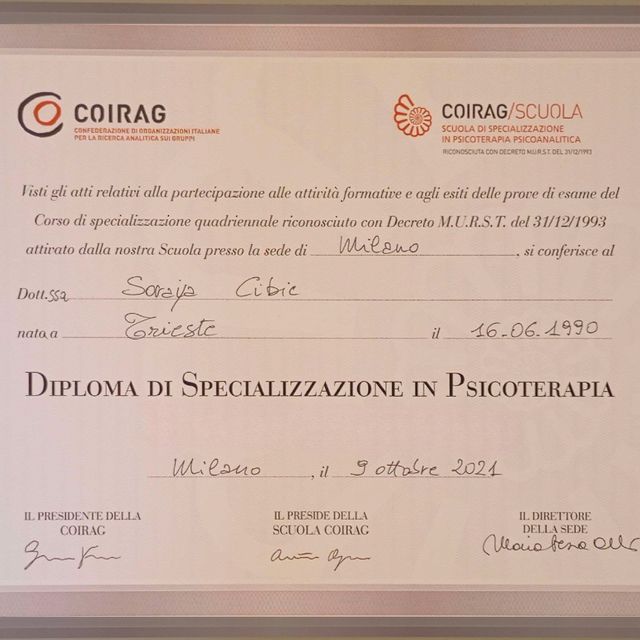 COIRAG
CONFEDERAZIONE DI ORGANIZZAZIONI ITALIANE
PER LA RICERCA ANALITICA SUI GRUPPI
COIRAG/SCUOLA
SCUOLA DI SPECIALIZZAZIONE
IN PSICOTERAPIA PSICOANALITICA
RICONOSCIUTA CON DECRETO M.U.R.S.T. DEL 31/12/1993
Visti gli atti relativi alla partecipazione alle attività formative e agli esiti delle prove di esame del
Corso di specializzazione quadriennale riconosciuto con Decreto M.U.R.S.T. del 31/12/1993
attivato dalla nostra Scuola presso la sede di Milano, si conferisce al
Dott.ssa Soraya Cibic
nato a Trieste il 16.06.1990
DIPLOMA DI SPECIALIZZAZIONE IN PSICOTERAPIA
Milano, il 9 ottobre 2021
IL PRESIDENTE DELLA
COIRAG
IL PRESIDE DELLA
SCUOLA COIRAG
IL DIRETTORE
DELLA SEDE